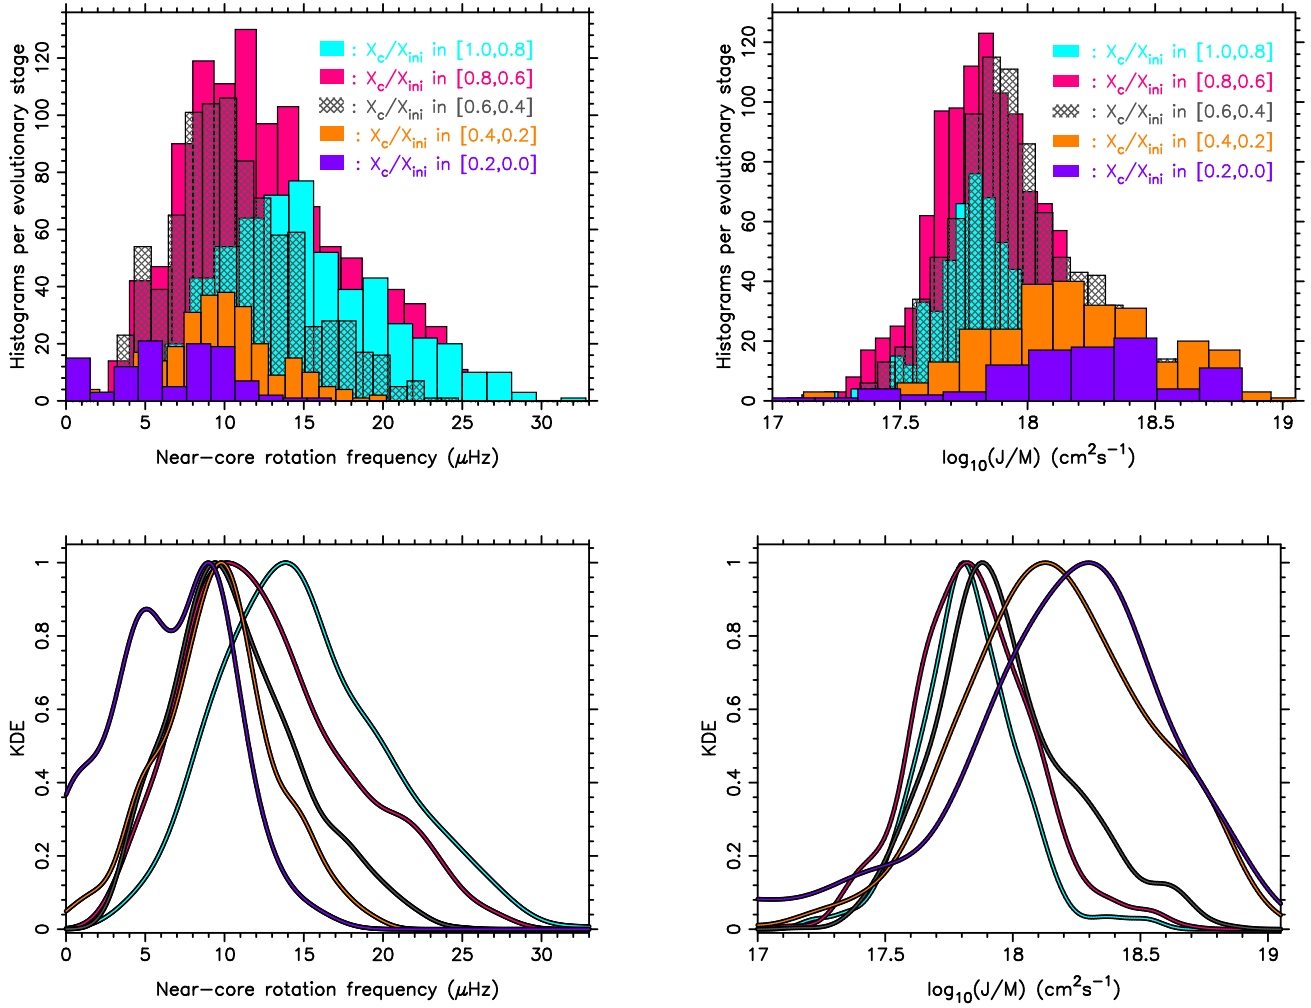 Histograms per evolutionary stage
120
100
80
60
40
20
0
0 5 10 15 20 25 30
Near-core rotation frequency (μHz)
: Xc/Xini in [1.0,0.8]
: Xc/Xini in [0.8,0.6]
: Xc/Xini in [0.6,0.4]
: Xc/Xini in [0.4,0.2]
: Xc/Xini in [0.2,0.0]
Histograms per evolutionary stage
120
100
80
60
40
20
0
17 17.5 18 18.5 19
log10(J/M) (cm²s⁻¹)
: Xc/Xini in [1.0,0.8]
: Xc/Xini in [0.8,0.6]
: Xc/Xini in [0.6,0.4]
: Xc/Xini in [0.4,0.2]
: Xc/Xini in [0.2,0.0]
KDE
1
0.8
0.6
0.4
0.2
0
0 5 10 15 20 25 30
Near-core rotation frequency (μHz)
KDE
1
0.8
0.6
0.4
0.2
0
17 17.5 18 18.5 19
log10(J/M) (cm²s⁻¹)